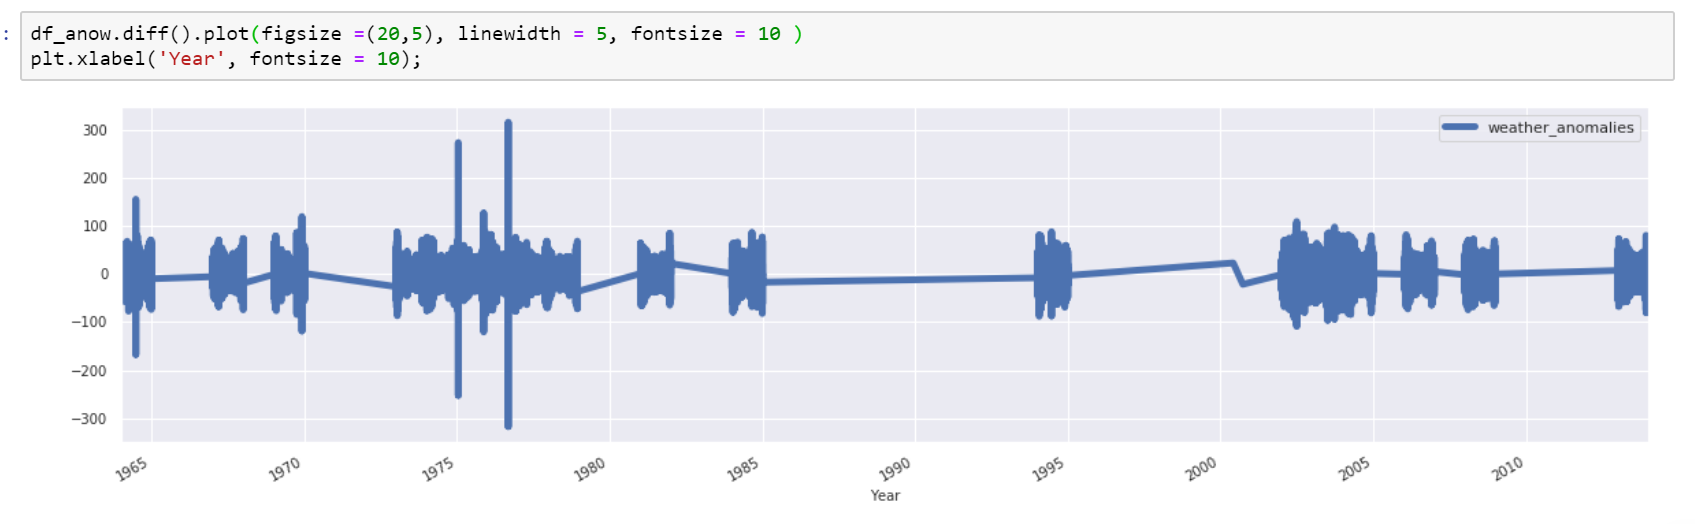 : df_anow.diff().plot(figsize =(20,5), linewidth = 5, fontsize = 10 )
plt.xlabel('Year', fontsize = 10);
weather_anomalies
300
200
100
0
−100
−200
−300
1965 1970 1975 1980 1985 1990 1995 2000 2005 2010
Year